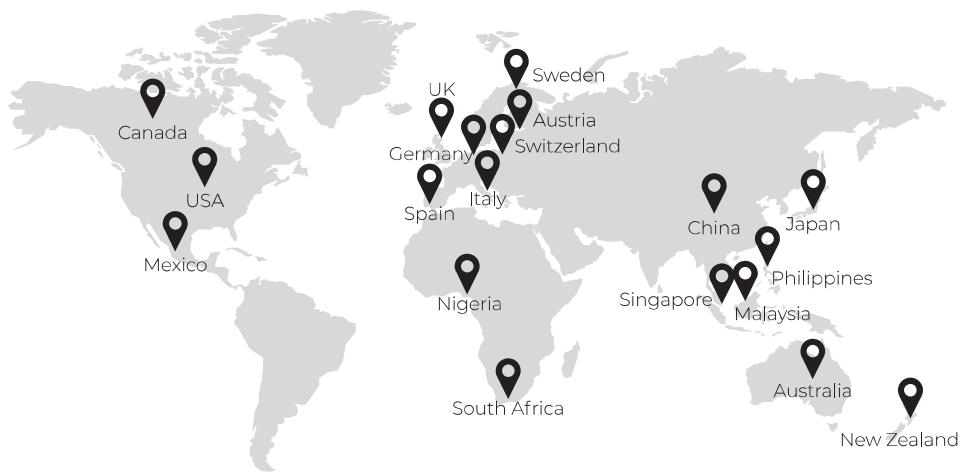 Sweden
UK
Austria
Canada
Switzerland
Germany
USA
Italy
Spain
China
Japan
Mexico
Philippines
Singapore
Nigeria
Malaysia
Australia
South Africa
New Zealand